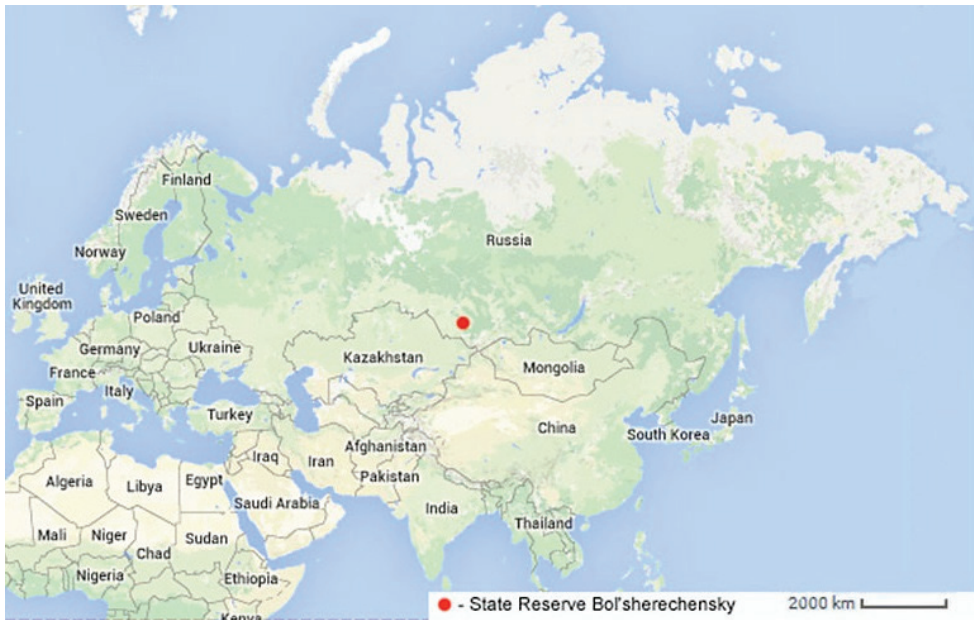 Finland
Sweden
Norway
Russia
United
Kingdom
Poland
Germany
Ukraine
France
Kazakhstan
Mongolia
Italy
Spain
Turkey
Japan
South Korea
China
Afghanistan
Iraq
Iran
Pakistan
Algeria
Libya
Egypt
Saudi Arabia
India
Mali
Niger
Sudan
Thailand
Chad
Nigeria
Ethiopia
Kenya
- State Reserve Bol'sherechensky
2000 km